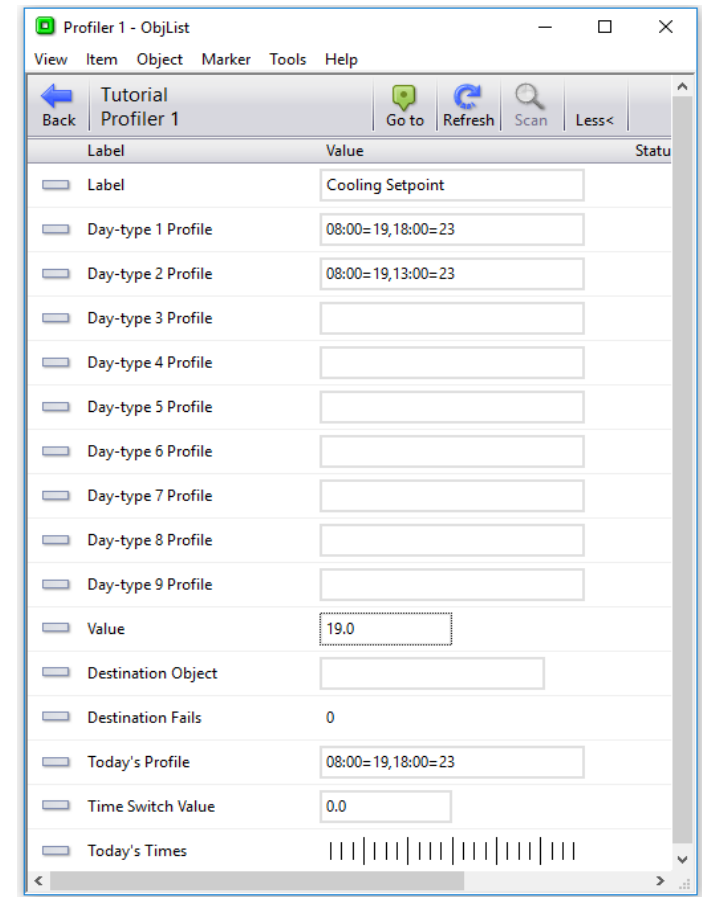 Profiler 1 - ObjList
View Item Object Marker Tools Help
Back Tutorial Profiler 1 Go to Refresh Scan Less<
Label Value Statu
Label Cooling Setpoint
Day-type 1 Profile 08:00=19,18:00=23
Day-type 2 Profile 08:00=19,13:00=23
Day-type 3 Profile
Day-type 4 Profile
Day-type 5 Profile
Day-type 6 Profile
Day-type 7 Profile
Day-type 8 Profile
Day-type 9 Profile
Value 19.0
Destination Object
Destination Fails 0
Today's Profile 08:00=19,18:00=23
Time Switch Value 0.0
Today's Times